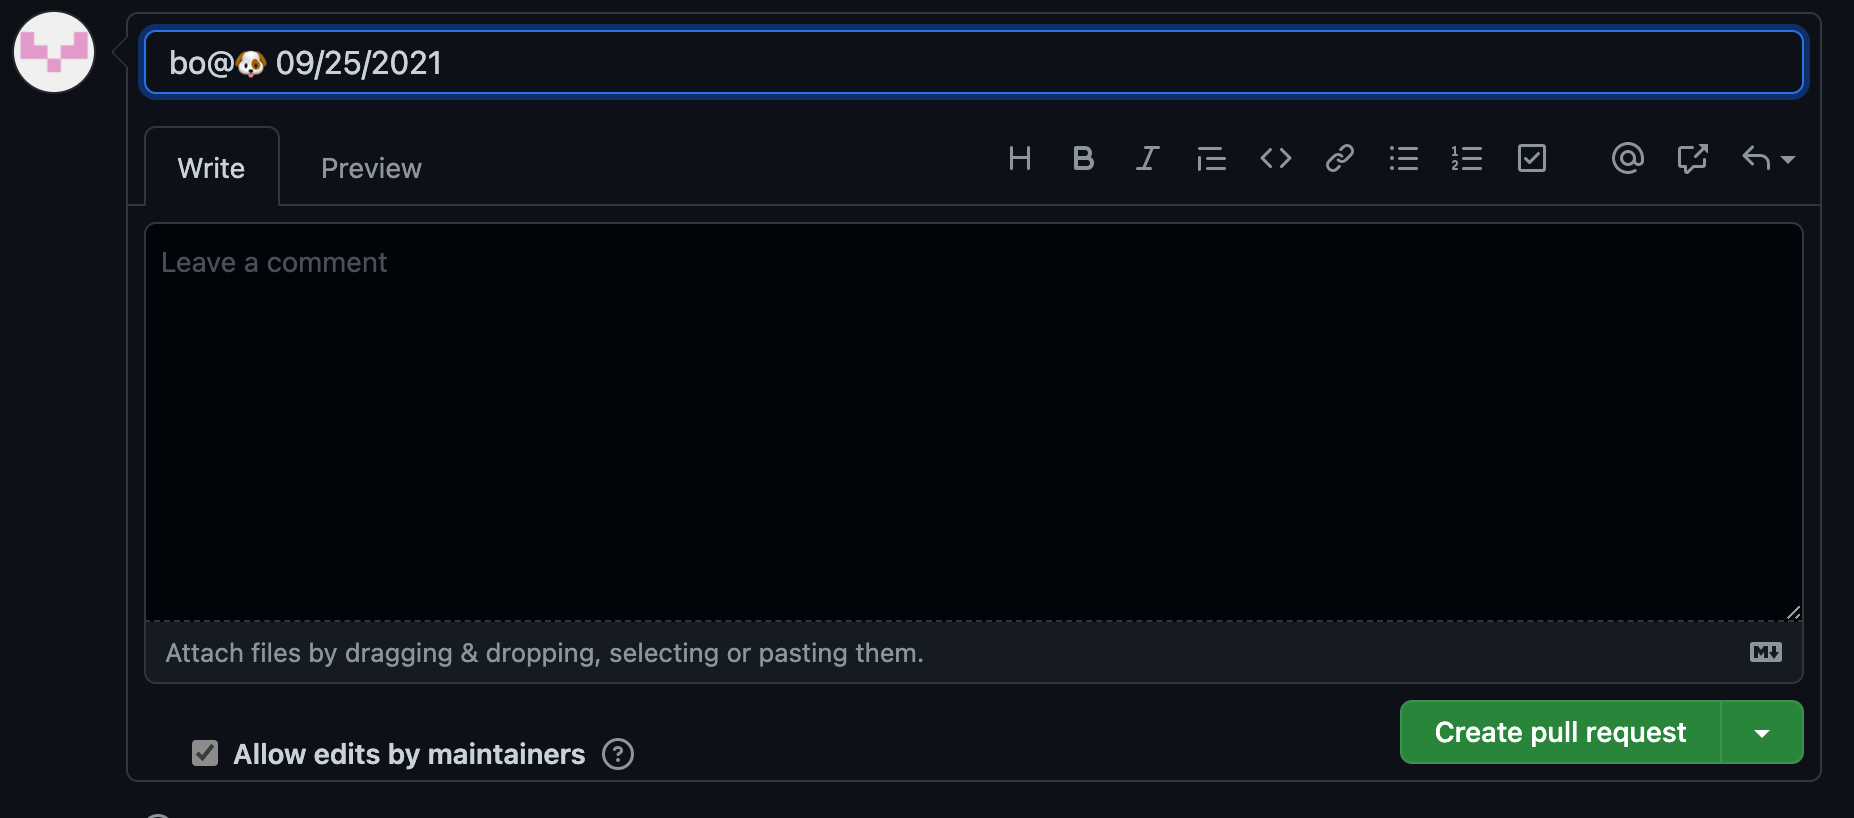 bo@🐶 09/25/2021
Write Preview
Leave a comment
Attach files by dragging & dropping, selecting or pasting them.
Create pull request
Allow edits by maintainers